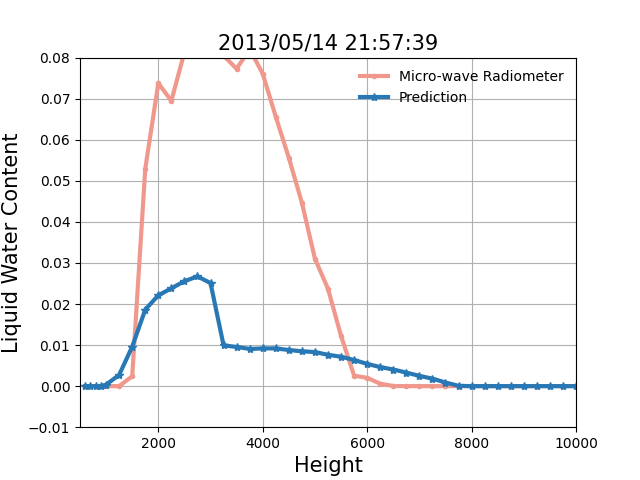 2013/05/14 21:57:39
Micro-wave Radiometer
Prediction
Liquid Water Content
0.08
0.07
0.06
0.05
0.04
0.03
0.02
0.01
0.00
−0.01
2000 4000 6000 8000 10000
Height